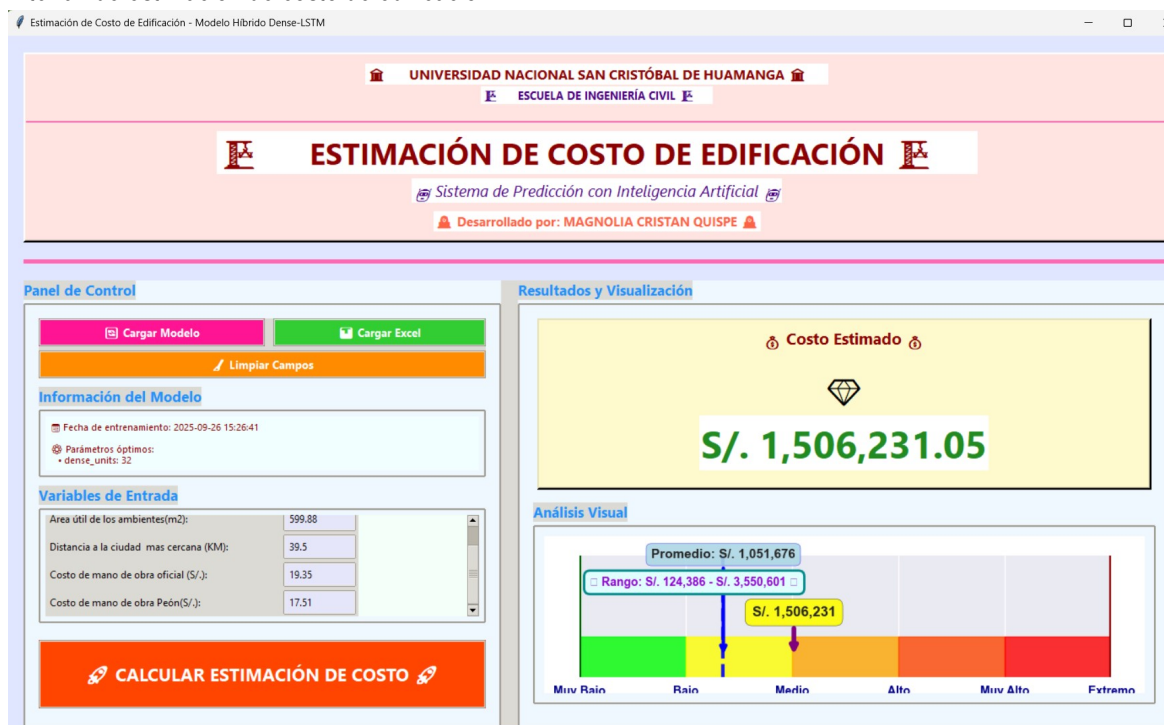 Estimación de Costo de Edificación - Modelo Híbrido Dense-LSTM
UNIVERSIDAD NACIONAL SAN CRISTÓBAL DE HUAMANGA
ESCUELA DE INGENIERÍA CIVIL
ESTIMACIÓN DE COSTO DE EDIFICACIÓN
Sistema de Predicción con Inteligencia Artificial
Desarrollado por: MAGNOLIA CRISTAN QUISPE
Panel de Control
Cargar Modelo
Cargar Excel
Limpiar Campos
Información del Modelo
Fecha de entrenamiento: 2025-09-26 15:26:41
Parámetros óptimos:
• dense_units: 32
Variables de Entrada
Area útil de los ambientes(m2): 599.88
Distancia a la ciudad mas cercana (KM): 39.5
Costo de mano de obra oficial (S/.): 19.35
Costo de mano de obra Peón(S/.): 17.51
CALCULAR ESTIMACIÓN DE COSTO
Resultados y Visualización
Costo Estimado
S/. 1,506,231.05
Análisis Visual
Promedio: S/. 1,051,676
Rango: S/. 124,386 - S/. 3,550,601
S/. 1,506,231
Muy Bajo Bajo Medio Alto Muy Alto Extremo